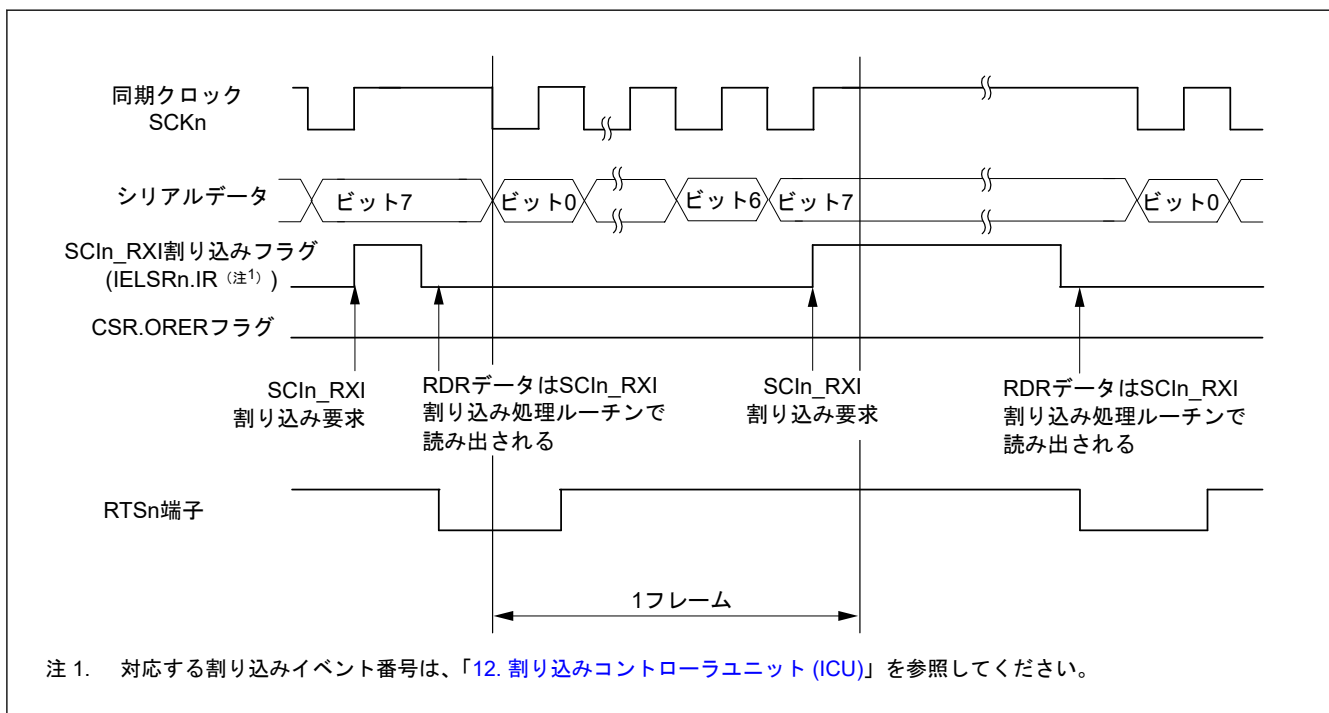 同期クロック
SCKn
シリアルデータ
ビット7
ビット0
ビット6
ビット7
ビット0
SCIn_RXI割り込みフラグ
(IELSRn.IR (注1) )
CSR.ORERフラグ
SCIn_RXI
割り込み要求
RDRデータはSCIn_RXI
割り込み処理ルーチンで
読み出される
SCIn_RXI
割り込み要求
RDRデータはSCIn_RXI
割り込み処理ルーチンで
読み出される
RTSn端子
1フレーム
注 1. 対応する割り込みイベント番号は、「12. 割り込みコントローラユニット (ICU)」を参照してください。